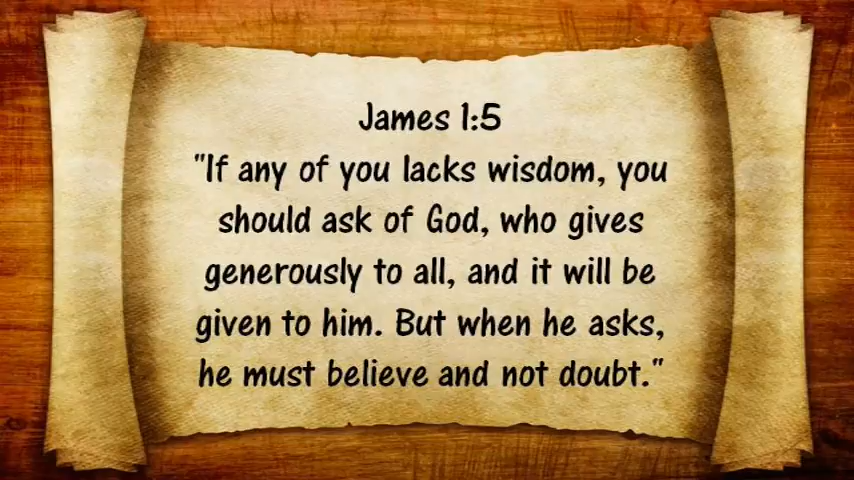 James 1:5
"If any of you lacks wisdom, you
should ask of God, who gives
generously to all, and it will be
given to him. But when he asks,
he must believe and not doubt."